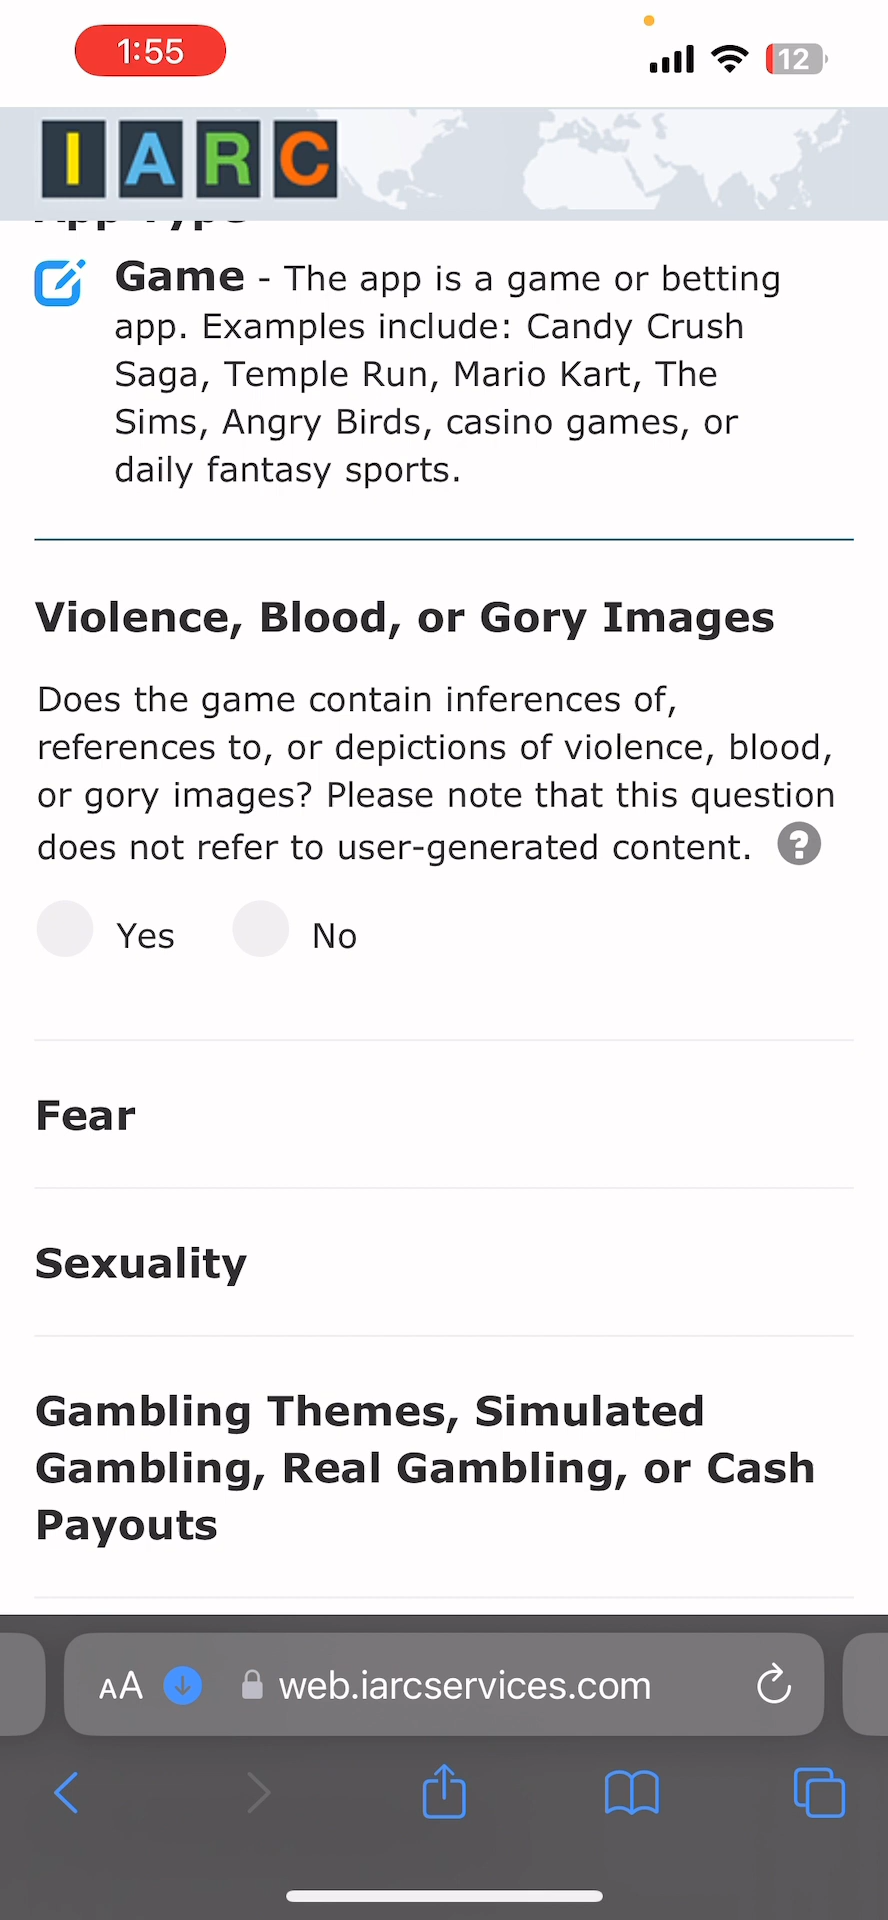 1:55
12
IARC
App Type
Game - The app is a game or betting
app. Examples include: Candy Crush
Saga, Temple Run, Mario Kart, The
Sims, Angry Birds, casino games, or
daily fantasy sports.
Violence, Blood, or Gory Images
Does the game contain inferences of,
references to, or depictions of violence, blood,
or gory images? Please note that this question
does not refer to user-generated content. ?
Yes No
Fear
Sexuality
Gambling Themes, Simulated
Gambling, Real Gambling, or Cash
Payouts
AA web.iarcservices.com